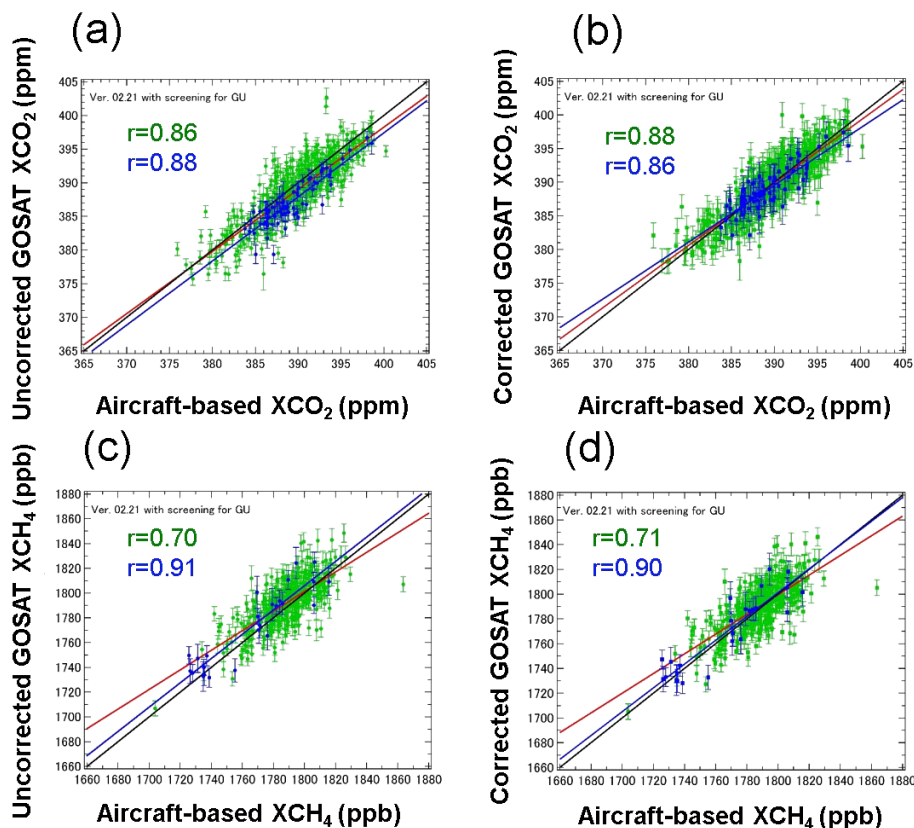 (a)
Uncorrected GOSAT XCO₂ (ppm)
405
400
395
390
385
380
375
370
365
Ver. 02.21 with screening for GU
r=0.86
r=0.88
365 370 375 380 385 390 395 400 405
Aircraft-based XCO₂ (ppm)
(b)
Corrected GOSAT XCO₂ (ppm)
405
400
395
390
385
380
375
370
365
Ver. 02.21 with screening for GU
r=0.88
r=0.86
365 370 375 380 385 390 395 400 405
Aircraft-based XCO₂ (ppm)
(c)
Uncorrected GOSAT XCH₄ (ppb)
1880
1860
1840
1820
1800
1780
1760
1740
1720
1700
1680
1660
Ver. 02.21 with screening for GU
r=0.70
r=0.91
1660 1680 1700 1720 1740 1760 1780 1800 1820 1840 1860 1880
Aircraft-based XCH₄ (ppb)
(d)
Corrected GOSAT XCH₄ (ppb)
1880
1860
1840
1820
1800
1780
1760
1740
1720
1700
1680
1660
Ver. 02.21 with screening for GU
r=0.71
r=0.90
1660 1680 1700 1720 1740 1760 1780 1800 1820 1840 1860 1880
Aircraft-based XCH₄ (ppb)